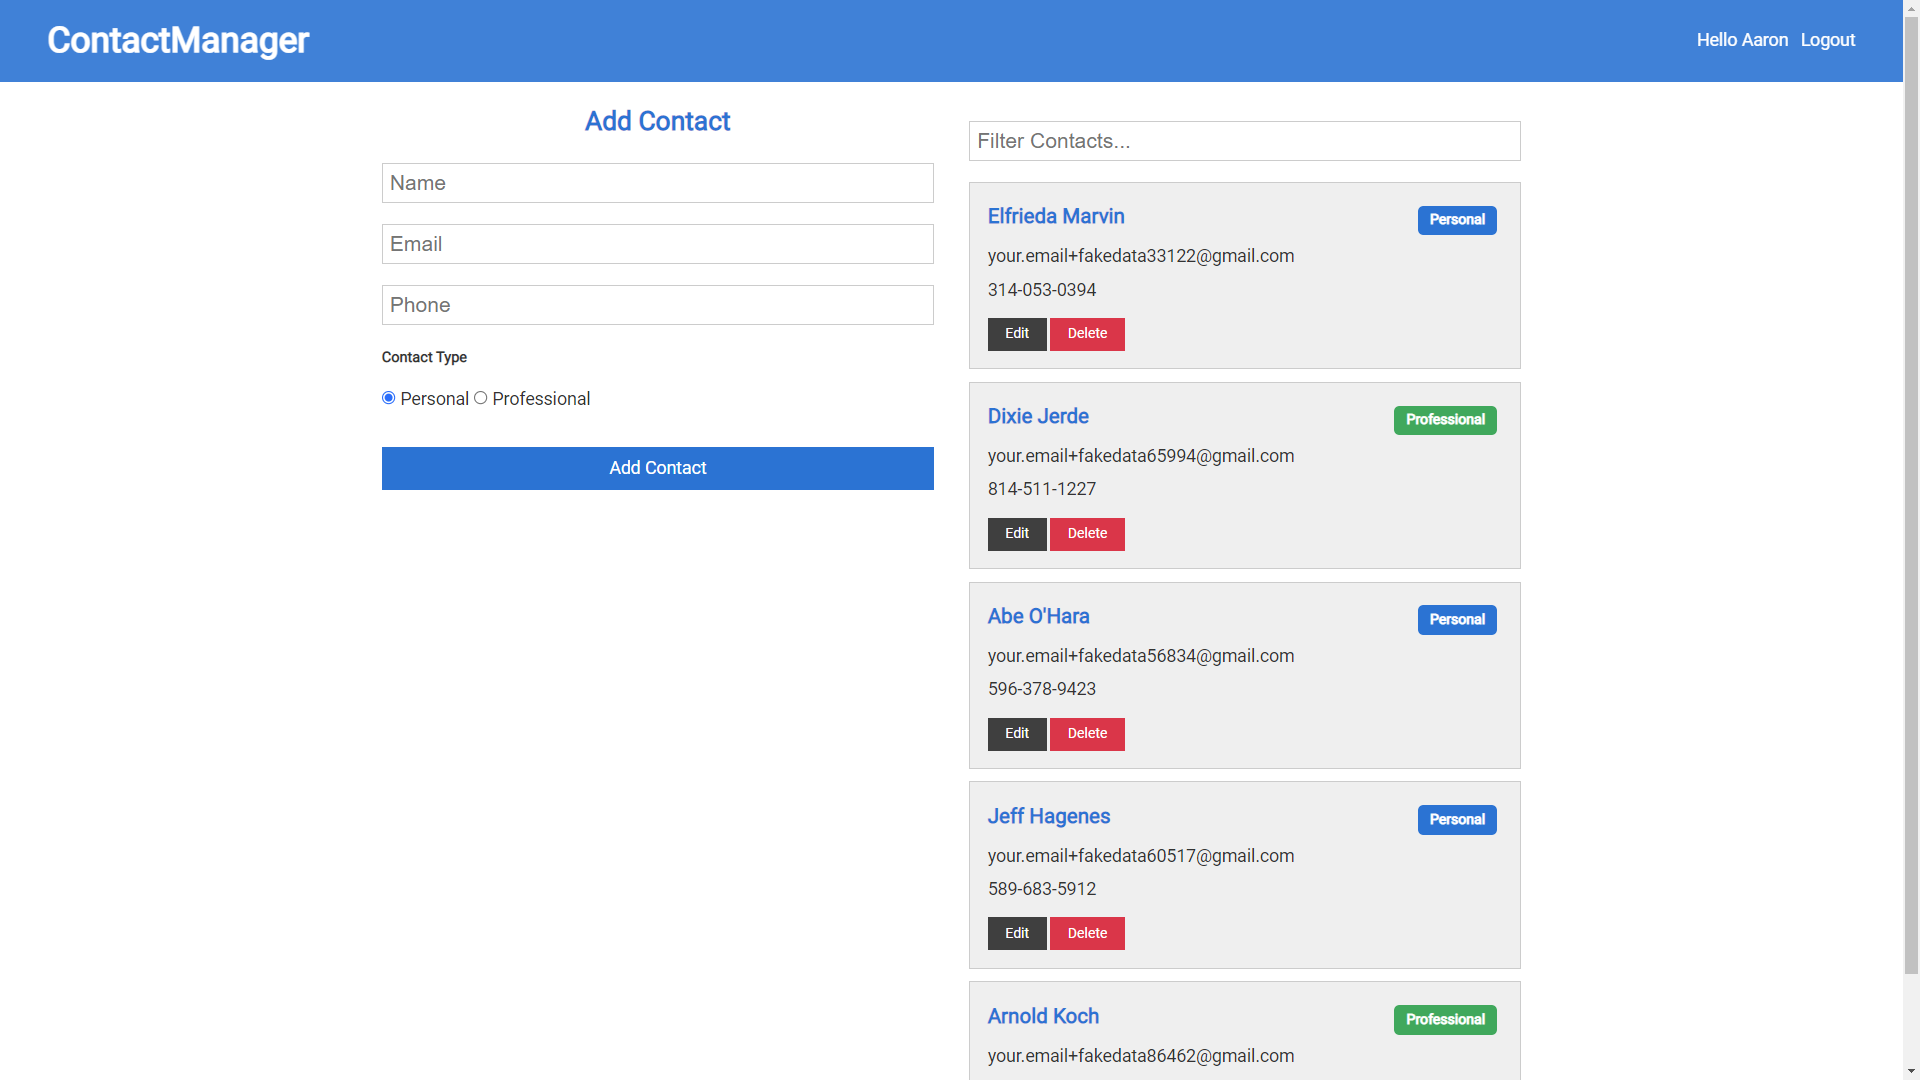 ContactManager
Hello Aaron Logout
Add Contact
Name
Email
Phone
Contact Type
Personal Professional
Add Contact
Filter Contacts...
Elfrieda Marvin
Personal
your.email+fakedata33122@gmail.com
314-053-0394
Edit Delete
Dixie Jerde
Professional
your.email+fakedata65994@gmail.com
814-511-1227
Edit Delete
Abe O'Hara
Personal
your.email+fakedata56834@gmail.com
596-378-9423
Edit Delete
Jeff Hagenes
Personal
your.email+fakedata60517@gmail.com
589-683-5912
Edit Delete
Arnold Koch
Professional
your.email+fakedata86462@gmail.com